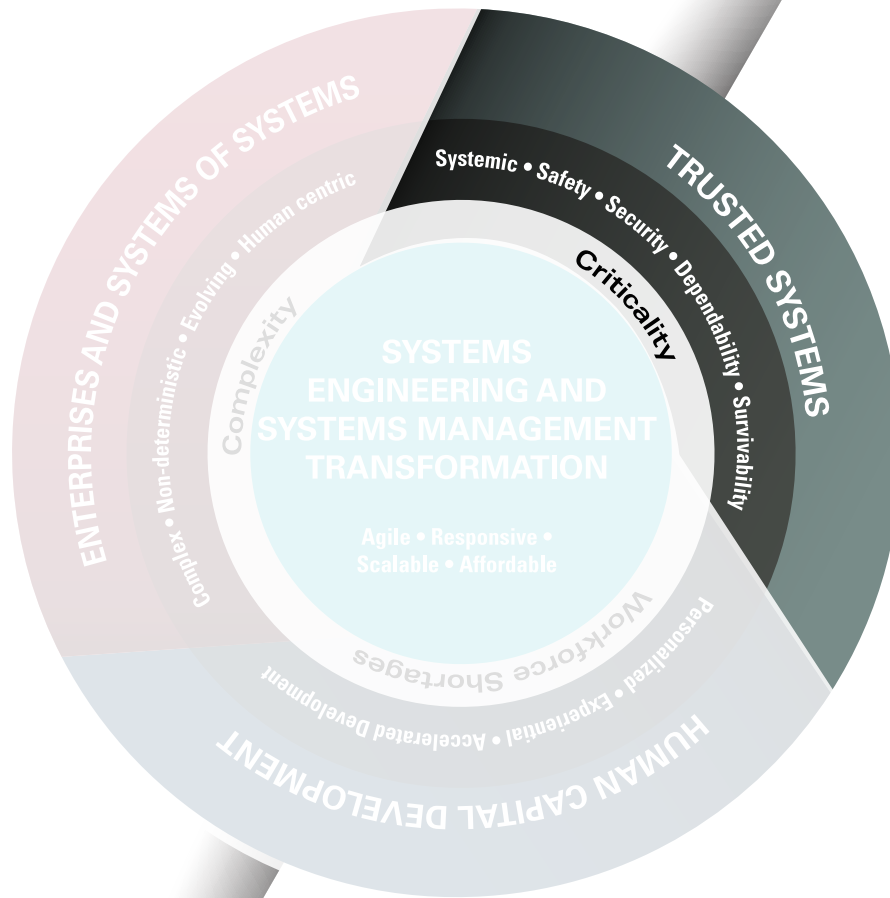 ENTERPRISES AND SYSTEMS OF SYSTEMS
Complex • Non-deterministic • Evolving • Human centric
Complexity
TRUSTED SYSTEMS
Systemic • Safety • Security • Dependability • Survivability
Criticality
SYSTEMS
ENGINEERING AND
SYSTEMS MANAGEMENT
TRANSFORMATION
Agile • Responsive •
Scalable • Affordable
Workforce Shortages
Personalized • Experiential • Accelerated Development
HUMAN CAPITAL DEVELOPMENT